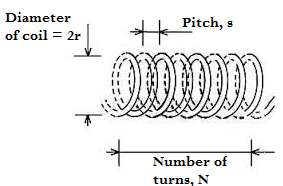 Diameter
of coil = 2r
Pitch, s
Number of
turns, N